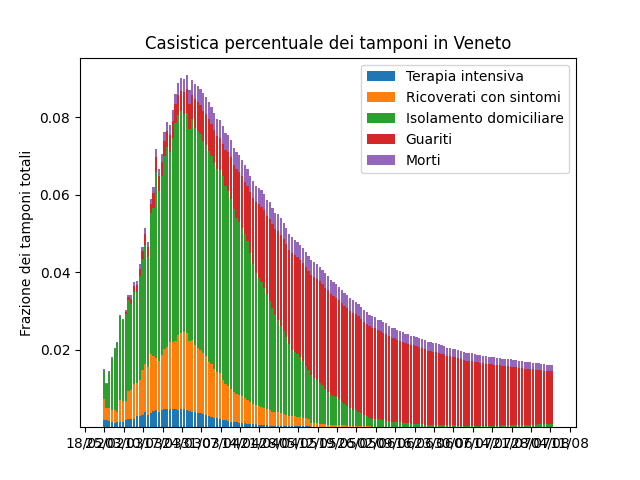 Casistica percentuale dei tamponi in Veneto
Terapia intensiva
Ricoverati con sintomi
Isolamento domiciliare
Guariti
Morti
Frazione dei tamponi totali
0.08
0.06
0.04
0.02